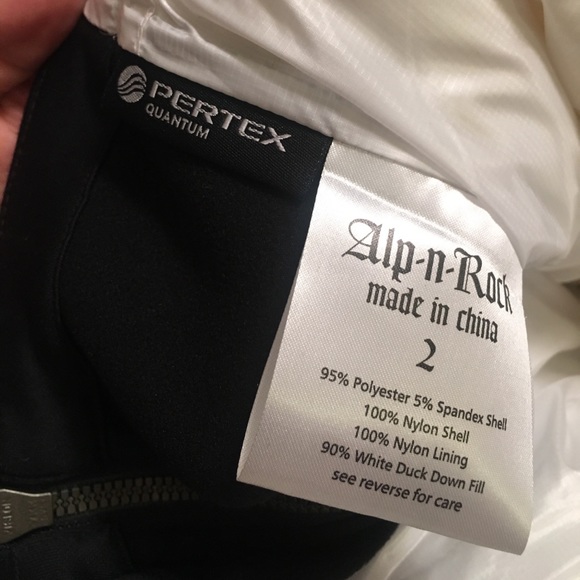 PERTEX
QUANTUM
Alp-n-Rock
made in china
2
95% Polyester 5% Spandex Shell
100% Nylon Shell
100% Nylon Lining
90% White Duck Down Fill
see reverse for care